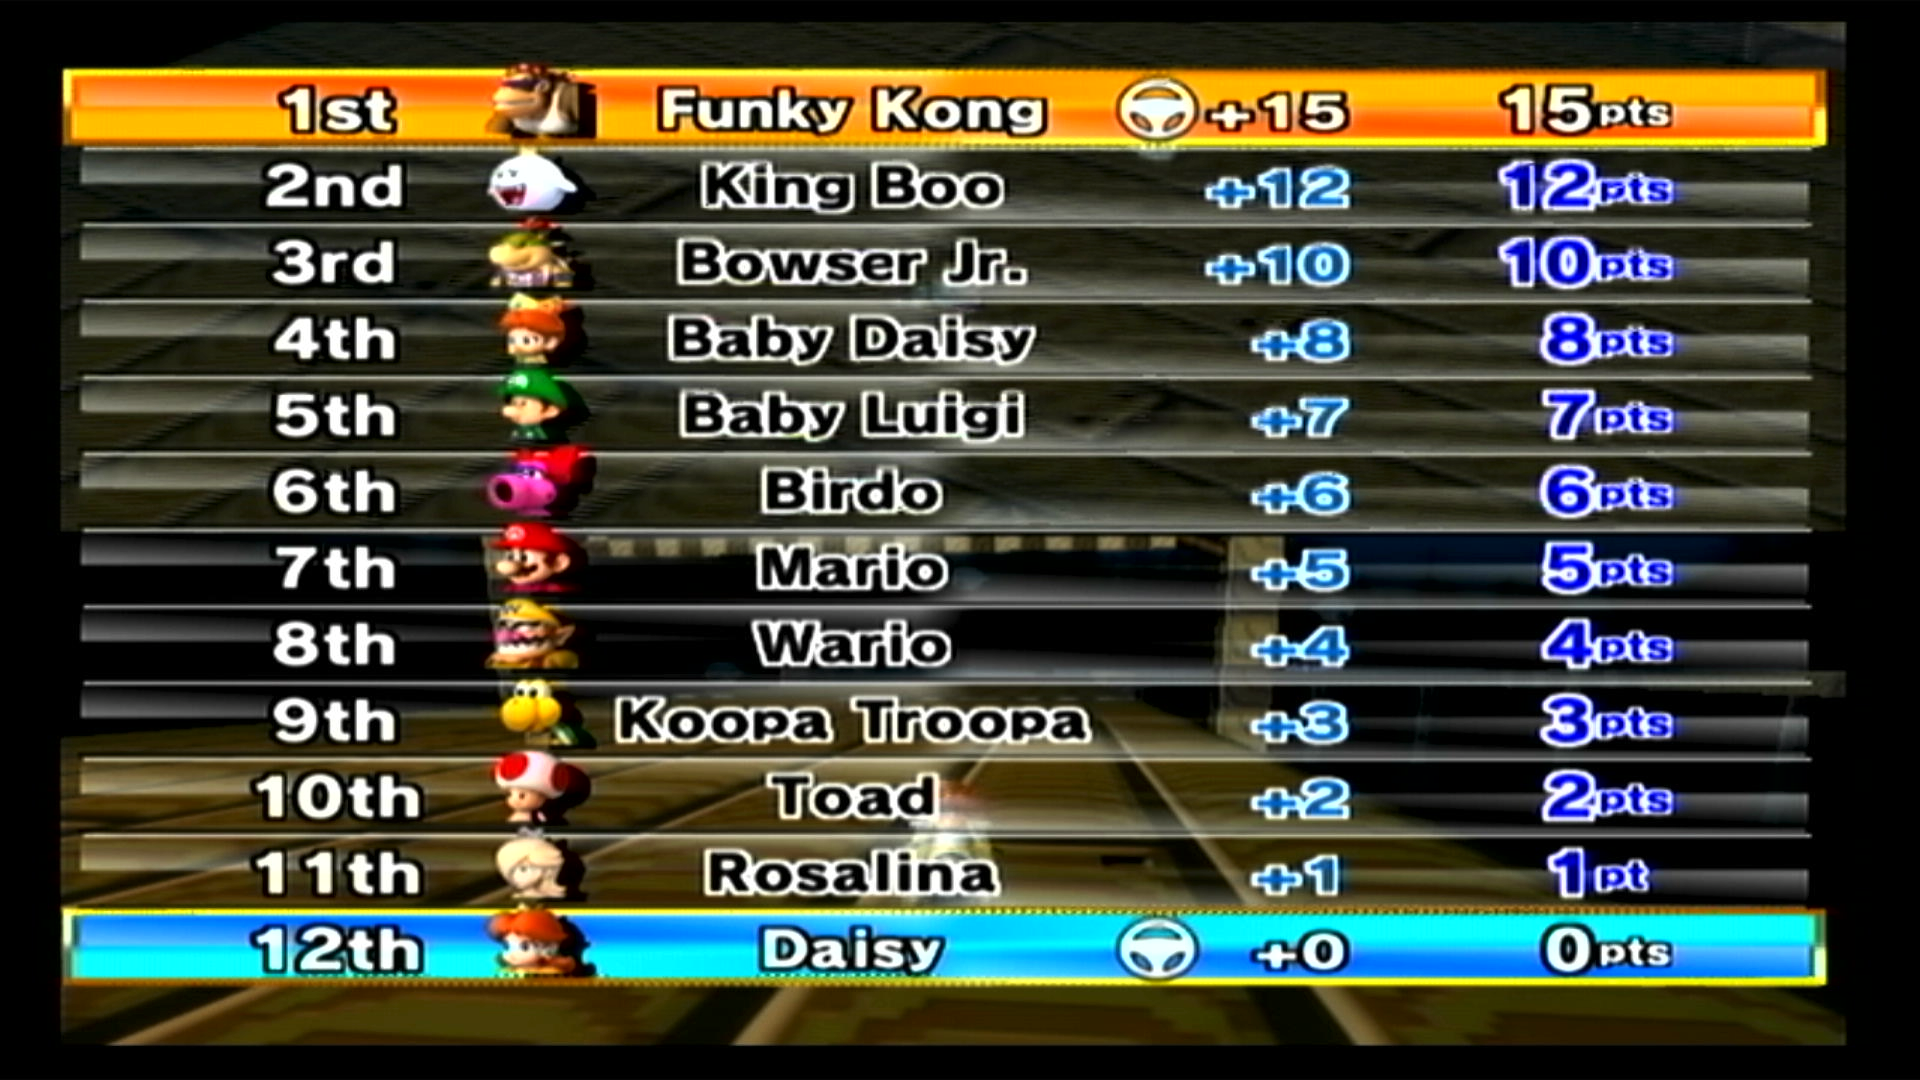 1st Funky Kong +15 15pts
2nd King Boo +12 12pts
3rd Bowser Jr. +10 10pts
4th Baby Daisy +8 8pts
5th Baby Luigi +7 7pts
6th Birdo +6 6pts
7th Mario +5 5pts
8th Wario +4 4pts
9th Koopa Troopa +3 3pts
10th Toad +2 2pts
11th Rosalina +1 1pt
12th Daisy +0 0pts